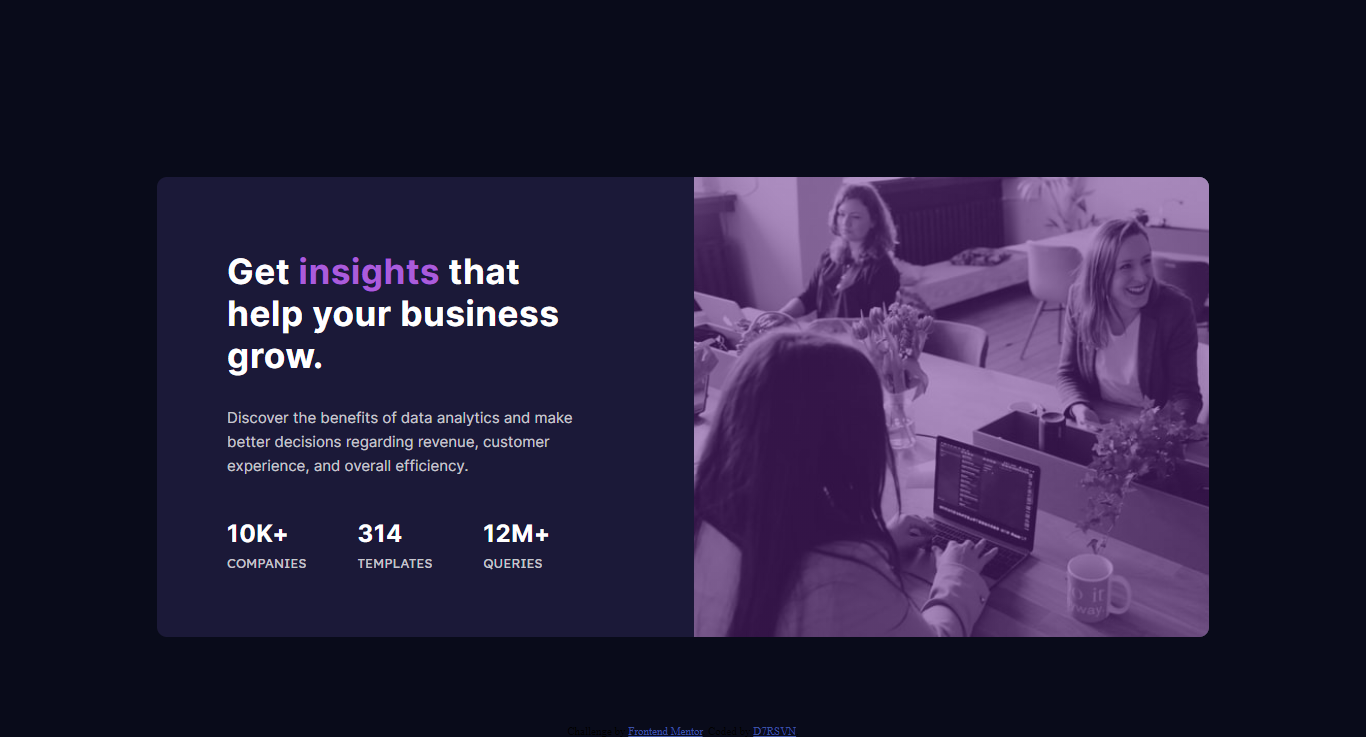 Get insights that
help your business
grow.
Discover the benefits of data analytics and make
better decisions regarding revenue, customer
experience, and overall efficiency.
10K+ 314 12M+
COMPANIES TEMPLATES QUERIES
Challenge by Frontend Mentor. Coded by D7RSVN